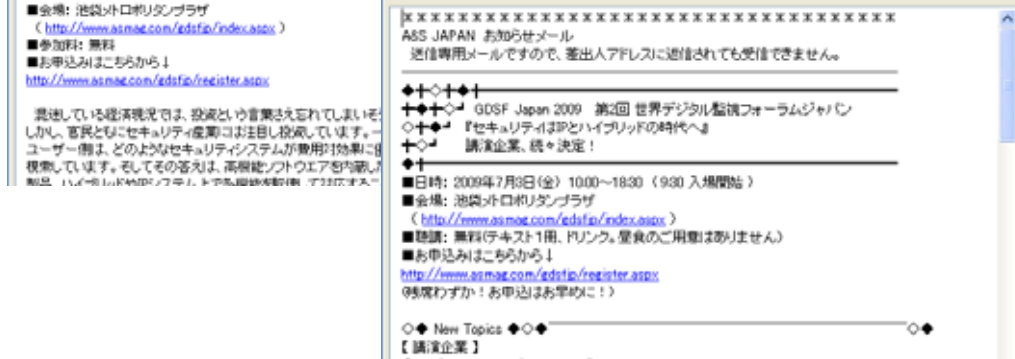 ■会場: 池袋メトロポリタンプラザ
( http://www.asmag.com/gdsfjp/index.aspx )
■参加料: 無料
■お申込みはこちらから↓
http://www.asmag.com/gdsfjp/register.aspx
混迷している経済現況では、投資という言葉さえ忘れてしまいそ
しかし、官民ともにセキュリティ産業には注目し投資しています。一
ユーザー側は、どのようなセキュリティシステムが費用対効果に優
模索しています。そしてその答えは、高機能ソフトウエアを内蔵し
××××××××××××××××××××××××××××××××××××
A&S JAPAN お知らせメール
送信専用メールですので、差出人アドレスに返信されても受信できません。
◆╋◇╋◆╋━━━━━━━━━━━━━━━━━━━━━━
╋◆╋◇┛ GDSF Japan 2009 第2回 世界デジタル監視フォーラムジャパン
◇╋◆┛ 『セキュリティはIPとハイブリッドの時代へ』
╋◇┛ 講演企業、続々決定!
◆╋━━━━━━━━━━━━━━━━━━━━━━━━━
■日時: 2009年7月3日(金) 10:00~18:30 (9:30 入場開始)
■会場: 池袋メトロポリタンプラザ
( http://www.asmag.com/gdsfjp/index.aspx )
■聴講: 無料(テキスト1冊、ドリンク。昼食のご用意はありません)
■お申込みはこちらから↓
http://www.asmag.com/gdsfjp/register.aspx
(残席わずか!お申込はお早めに!)
◇◆ New Topics ◆◇◆ ◇◆
【 講演企業 】